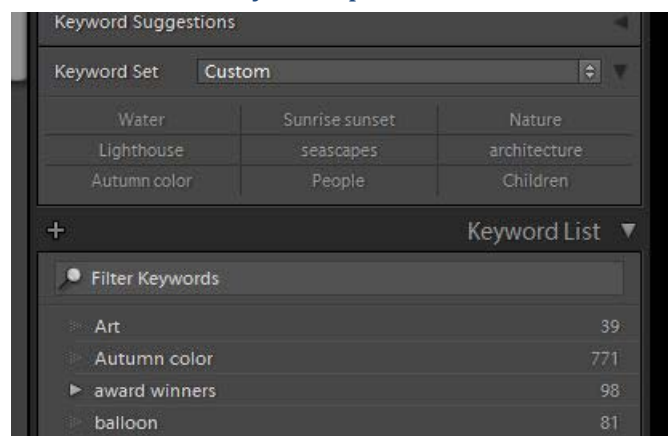 Keyword Suggestions
Keyword Set Custom
Water Sunrise sunset Nature
Lighthouse seascapes architecture
Autumn color People Children
Keyword List
Filter Keywords
Art 39
Autumn color 771
award winners 98
balloon 81